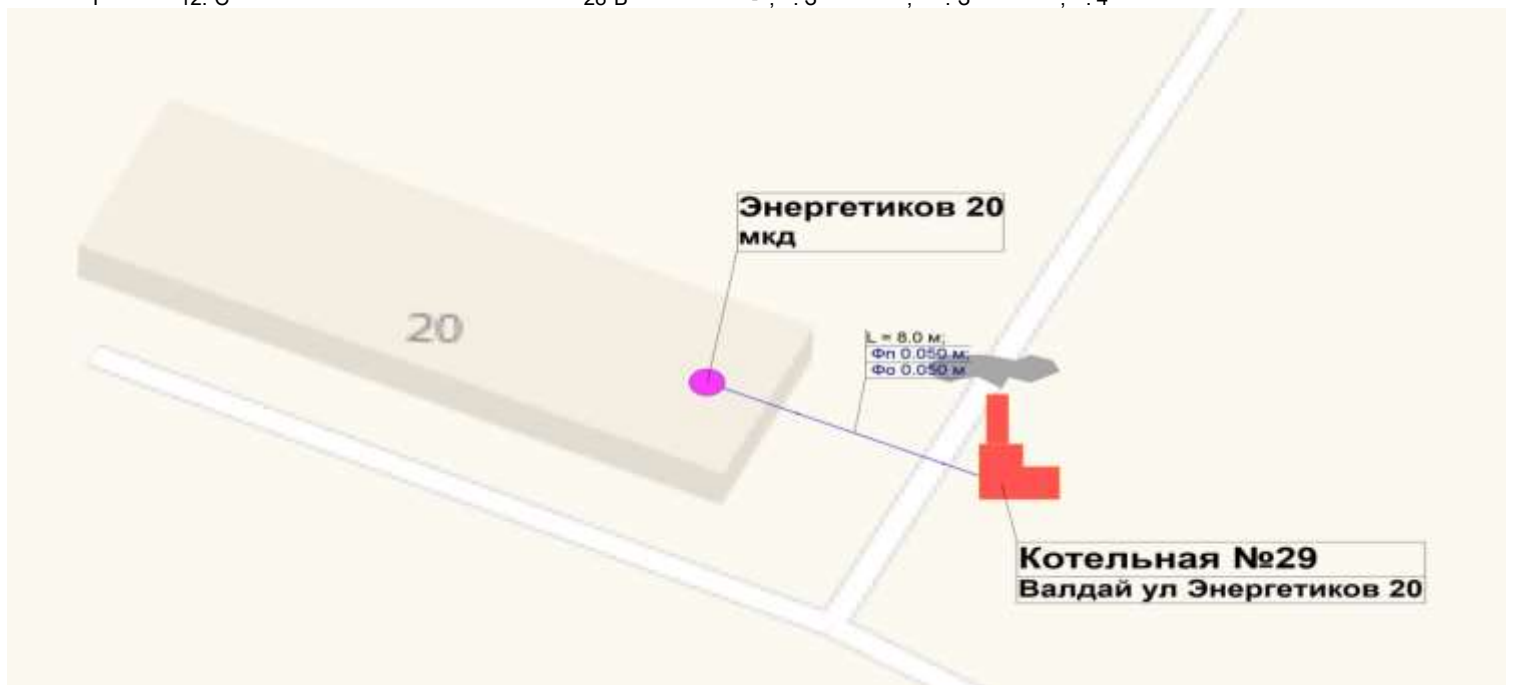 Энергетиков 20
мкд
20
L = 8.0 м;
Фп 0.050 м;
Фо 0.050 м
Котельная №29
Валдай ул Энергетиков 20